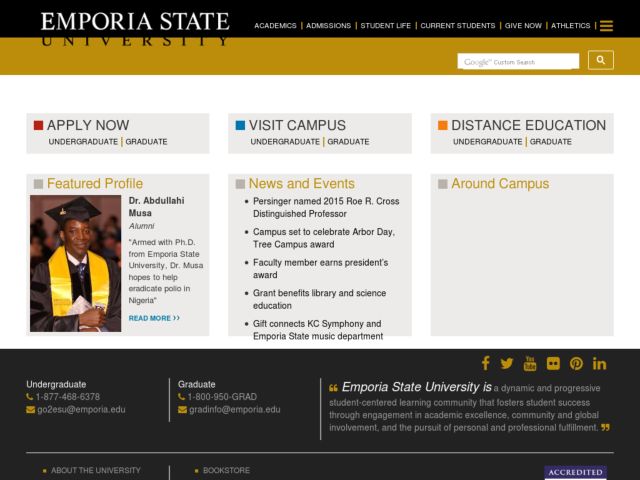 EMPORIA STATE
UNIVERSITY
ACADEMICS | ADMISSIONS | STUDENT LIFE | CURRENT STUDENTS | GIVE NOW | ATHLETICS |
Google™ Custom Search
APPLY NOW
UNDERGRADUATE | GRADUATE
VISIT CAMPUS
UNDERGRADUATE | GRADUATE
DISTANCE EDUCATION
UNDERGRADUATE | GRADUATE
Featured Profile
Dr. Abdullahi
Musa
Alumni
"Armed with Ph.D.
from Emporia State
University, Dr. Musa
hopes to help
eradicate polio in
Nigeria"
READ MORE ››
News and Events
• Persinger named 2015 Roe R. Cross
Distinguished Professor
• Campus set to celebrate Arbor Day,
Tree Campus award
• Faculty member earns president's
award
• Grant benefits library and science
education
• Gift connects KC Symphony and
Emporia State music department
Around Campus
Undergraduate
1-877-468-6378
go2esu@emporia.edu
Graduate
1-800-950-GRAD
gradinfo@emporia.edu
You
Tube
“ Emporia State University is a dynamic and progressive
student-centered learning community that fosters student success
through engagement in academic excellence, community and global
involvement, and the pursuit of personal and professional fulfillment. ”
ABOUT THE UNIVERSITY
BOOKSTORE
ACCREDITED